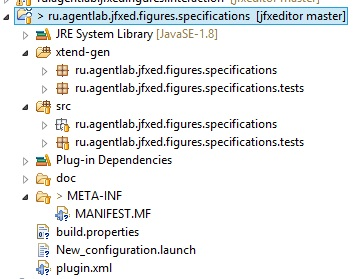 ru.agentlab.jfxed.figures.interaction [jfxeditor master]
> ru.agentlab.jfxed.figures.specifications [jfxeditor master]
JRE System Library [JavaSE-1.8]
xtend-gen
ru.agentlab.jfxed.figures.specifications
ru.agentlab.jfxed.figures.specifications.tests
src
ru.agentlab.jfxed.figures.specifications
ru.agentlab.jfxed.figures.specifications.tests
Plug-in Dependencies
doc
> META-INF
MANIFEST.MF
build.properties
New_configuration.launch
plugin.xml